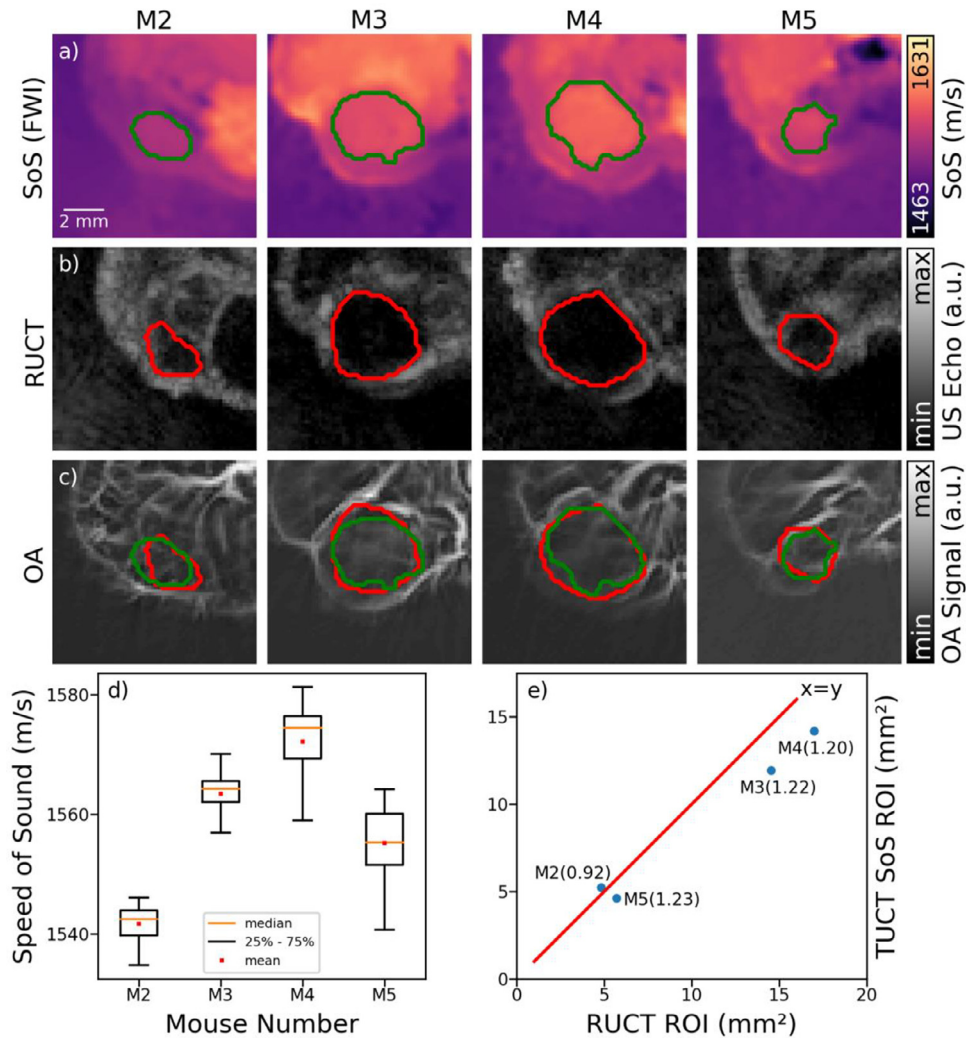 M2 M3 M4 M5
a)
SoS (FWI)
2 mm
1631
1463
SoS (m/s)
b)
RUCT
max
min
US Echo (a.u.)
c)
OA
max
min
OA Signal (a.u.)
d)
Speed of Sound (m/s)
1580
1560
1540
median
25% - 75%
mean
M2 M3 M4 M5
Mouse Number
e)
x=y
M4(1.20)
M3(1.22)
M2(0.92)
M5(1.23)
15
10
5
0
0 5 10 15 20
RUCT ROI (mm²)
TUCT SoS ROI (mm²)